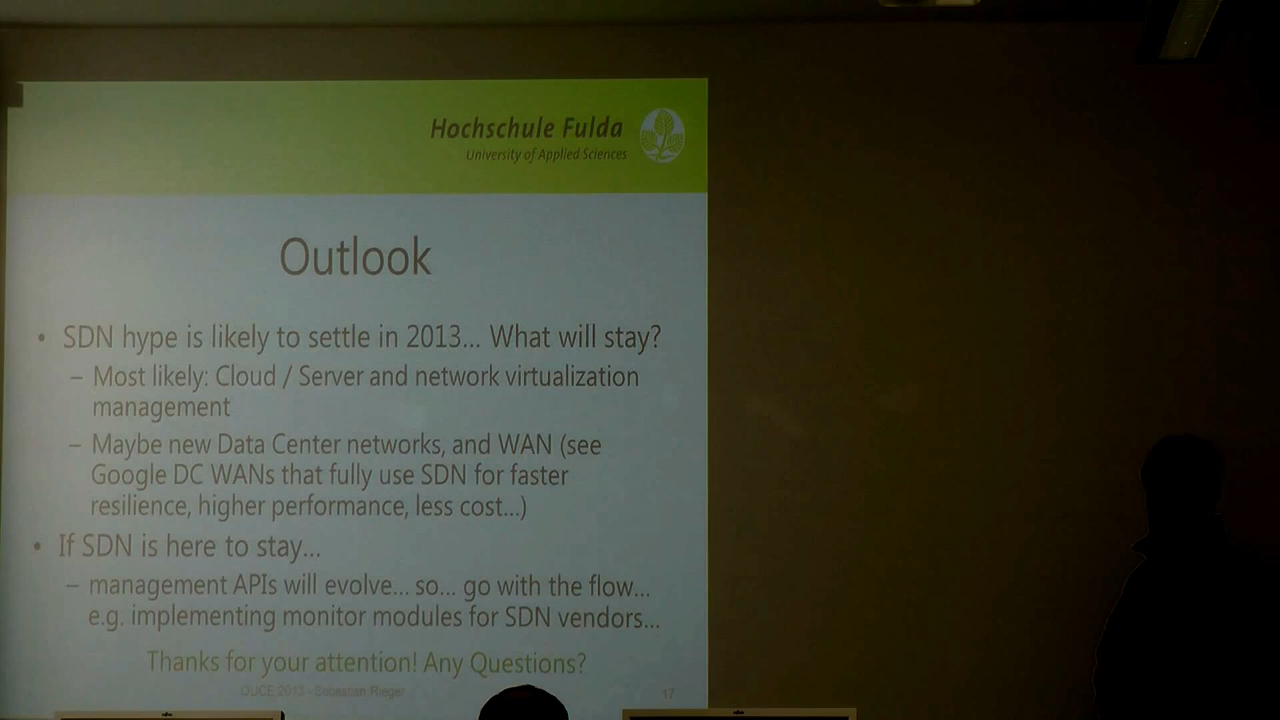 Hochschule Fulda
University of Applied Sciences
Outlook
• SDN hype is likely to settle in 2013... What will stay?
– Most likely: Cloud / Server and network virtualization
management
– Maybe new Data Center networks, and WAN (see
Google DC WANs that fully use SDN for faster
resilience, higher performance, less cost...)
• If SDN is here to stay...
– management APIs will evolve... so... go with the flow...
e.g. implementing monitor modules for SDN vendors...
Thanks for your attention! Any Questions?
2013 - Sebastian Rieger
17